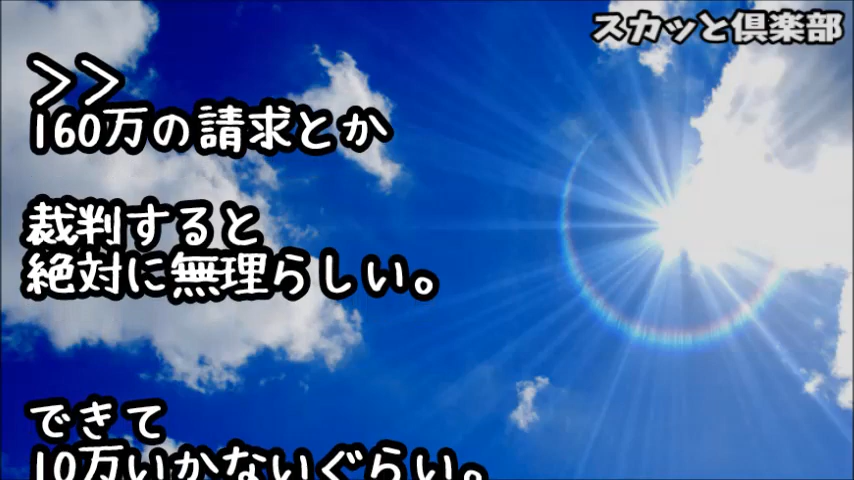 スカッと倶楽部
>>
160万の請求とか
裁判すると
絶対に無理らしい。
できて
10万いかないぐらい。